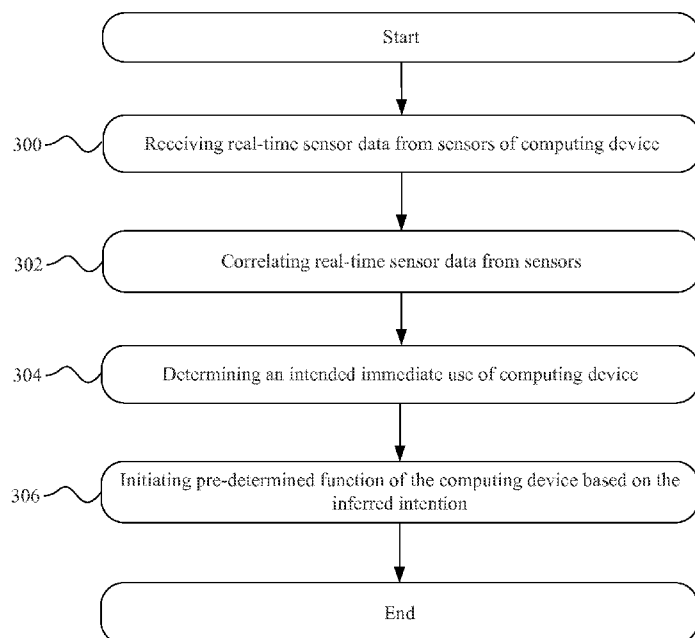 Start
300
Receiving real-time sensor data from sensors of computing device
302
Correlating real-time sensor data from sensors
304
Determining an intended immediate use of computing device
306
Initiating pre-determined function of the computing device based on the
inferred intention
End